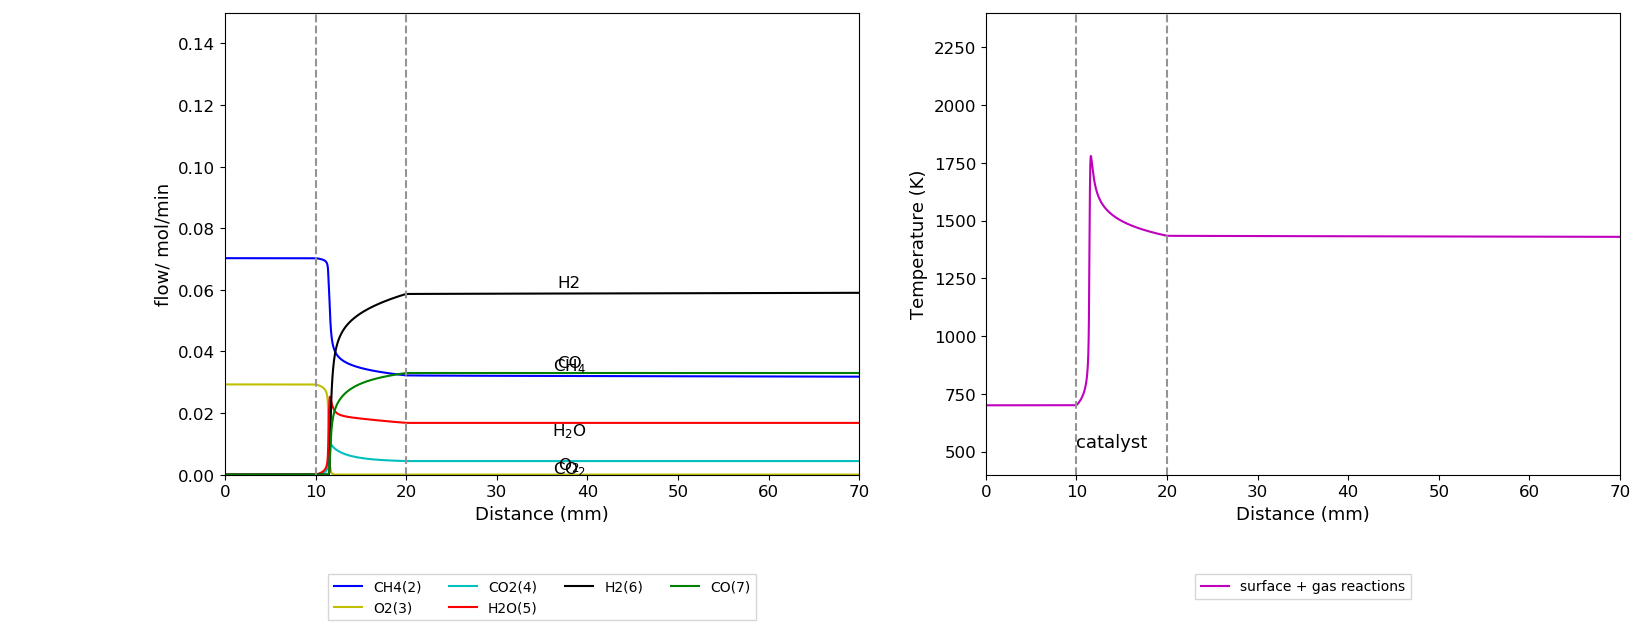 0.14
0.12
0.10
0.08
0.06
0.04
0.02
0.00
flow/ mol/min
H2
CO
CH4
H2O
O2
CO2
0 10 20 30 40 50 60 70
Distance (mm)
CH4(2) CO2(4) H2(6) CO(7)
O2(3) H2O(5)
2250
2000
1750
1500
1250
1000
750
500
Temperature (K)
catalyst
0 10 20 30 40 50 60 70
Distance (mm)
surface + gas reactions